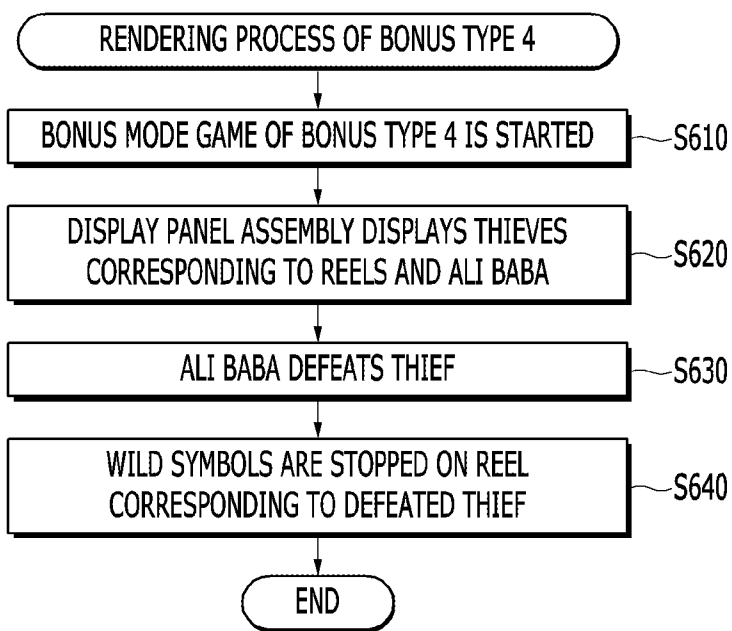 RENDERING PROCESS OF BONUS TYPE 4
BONUS MODE GAME OF BONUS TYPE 4 IS STARTED
S610
DISPLAY PANEL ASSEMBLY DISPLAYS THIEVES
CORRESPONDING TO REELS AND ALI BABA
S620
ALI BABA DEFEATS THIEF
S630
WILD SYMBOLS ARE STOPPED ON REEL
CORRESPONDING TO DEFEATED THIEF
S640
END